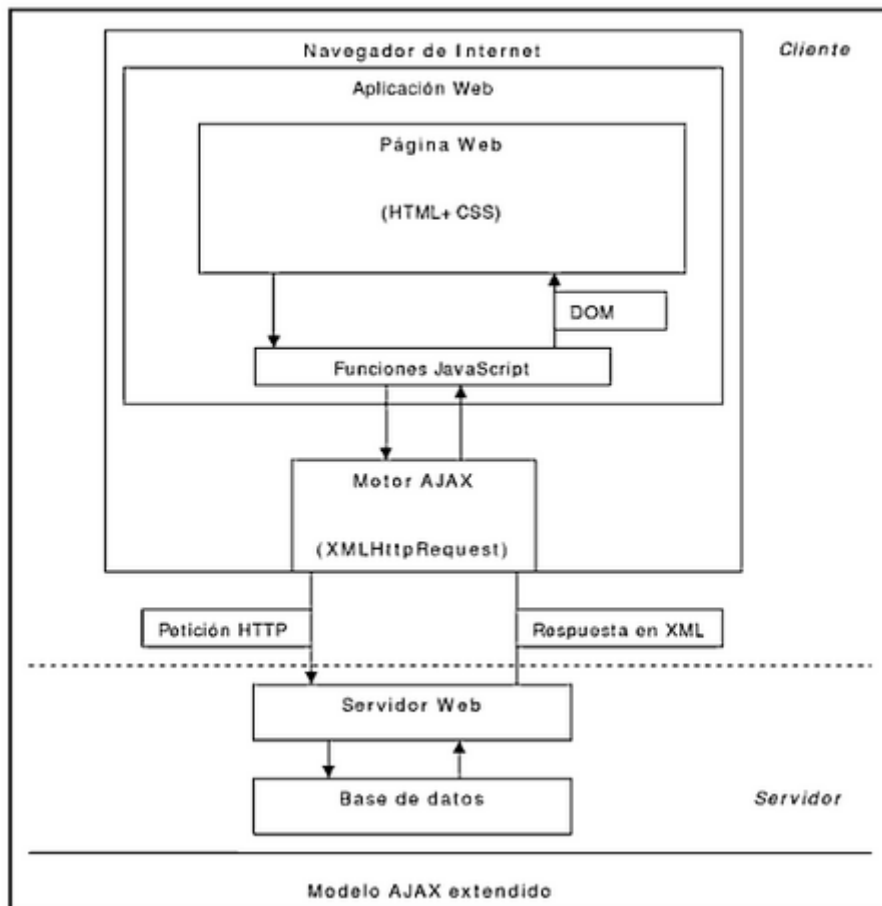 Navegador de Internet
Cliente
Aplicación Web
Página Web
(HTML+ CSS)
DOM
Funciones JavaScript
Motor AJAX
(XMLHttpRequest)
Petición HTTP
Respuesta en XML
Servidor Web
Base de datos
Servidor
Modelo AJAX extendido